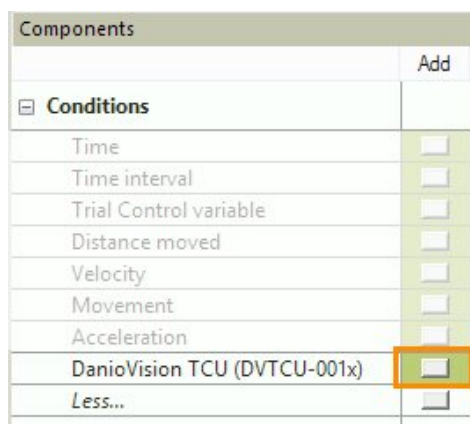 Components
Add
Conditions
Time
Time interval
Trial Control variable
Distance moved
Velocity
Movement
Acceleration
DanioVision TCU (DVTCU-001x)
Less...